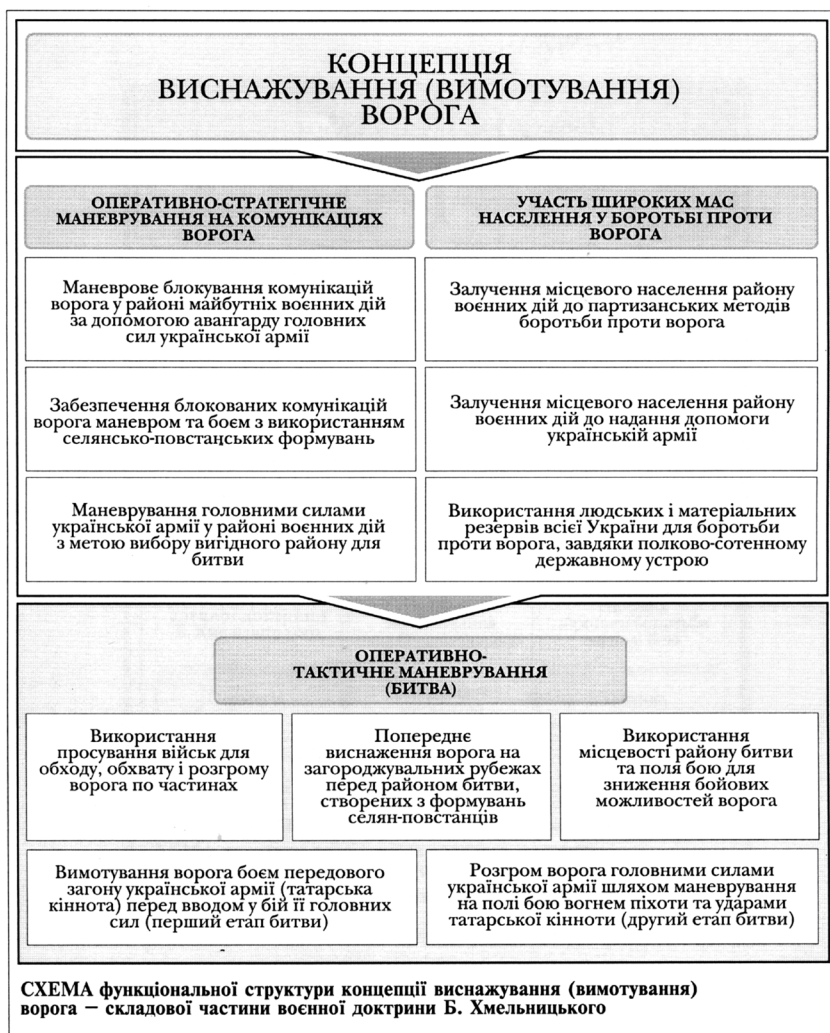 КОНЦЕПЦІЯ
ВИСНАЖУВАННЯ (ВИМОТУВАННЯ)
ВОРОГА
ОПЕРАТИВНО-СТРАТЕГІЧНЕ
МАНЕВРУВАННЯ НА КОМУНІКАЦІЯХ
ВОРОГА
Маневрове блокування комунікацій
ворога у районі майбутніх воєнних дій
за допомогою авангарду головних
сил української армії
Забезпечення блокованих комунікацій
ворога маневром та боєм з використанням
селянсько-повстанських формувань
Маневрування головними силами
української армії у районі воєнних дій
з метою вибору вигідного району для
битви
УЧАСТЬ ШИРОКИХ МАС
НАСЕЛЕННЯ У БОРОТЬБІ ПРОТИ
ВОРОГА
Залучення місцевого населення району
воєнних дій до партизанських методів
боротьби проти ворога
Залучення місцевого населення району
воєнних дій до надання допомоги
українській армії
Використання людських і матеріальних
резервів всієї України для боротьби
проти ворога, завдяки полково-сотенному
державному устрою
ОПЕРАТИВНО-
ТАКТИЧНЕ МАНЕВРУВАННЯ
(БИТВА)
Використання
просування військ для
обходу, обхвату і розгрому
ворога по частинах
Попереднє
виснаження ворога на
загороджувальних рубежах
перед районом битви,
створених з формувань
селян-повстанців
Використання
місцевості району битви
та поля бою для
зниження бойових
можливостей ворога
Вимотування ворога боєм передового
загону української армії (татарська
кіннота) перед вводом у бій її головних
сил (перший етап битви)
Розгром ворога головними силами
української армії шляхом маневрування
на полі бою вогнем піхоти та ударами
татарської кінноти (другий етап битви)
СХЕМА функціональної структури концепції виснажування (вимотування)
ворога – складової частини воєнної доктрини Б. Хмельницького